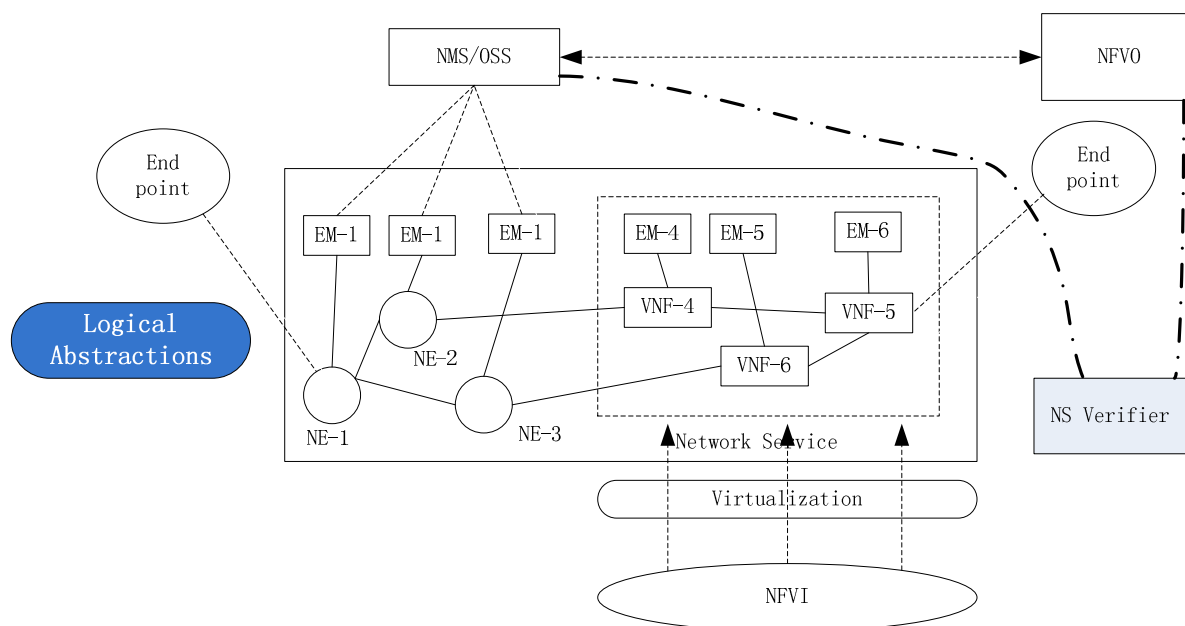 NMS/OSS
NFVO
End
point
End
point
EM-1
EM-1
EM-1
EM-4
EM-5
EM-6
VNF-4
VNF-5
Logical
Abstractions
NE-2
VNF-6
NE-1
NE-3
NS Verifier
Network Service
Virtualization
NFVI